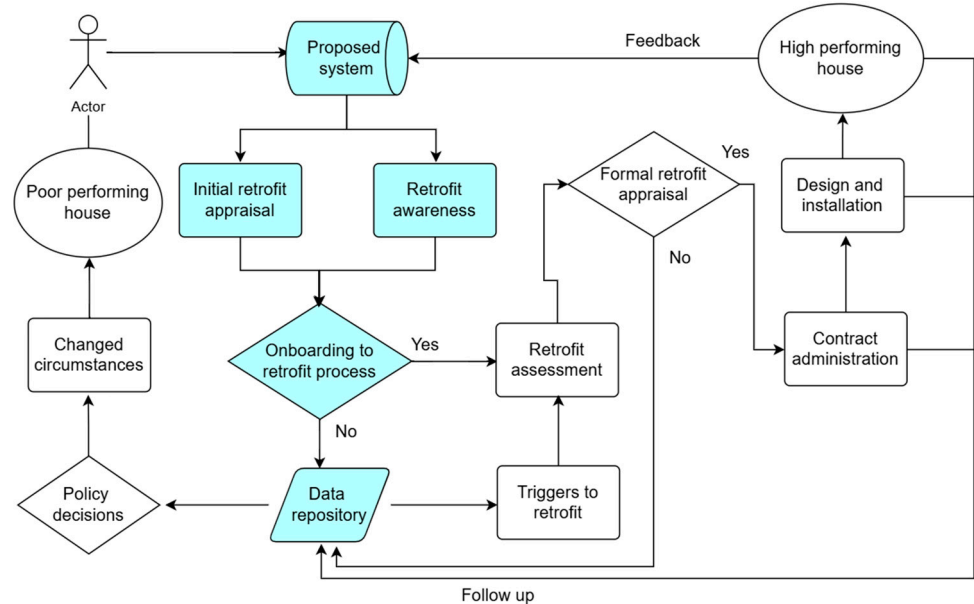 Proposed
system
Feedback
High performing
house
Actor
Poor performing
house
Initial retrofit
appraisal
Retrofit
awareness
Formal retrofit
appraisal
Yes
No
Design and
installation
Changed
circumstances
Onboarding to
retrofit process
Yes
No
Retrofit
assessment
Contract
administration
Policy
decisions
Data
repository
Triggers to
retrofit
Follow up